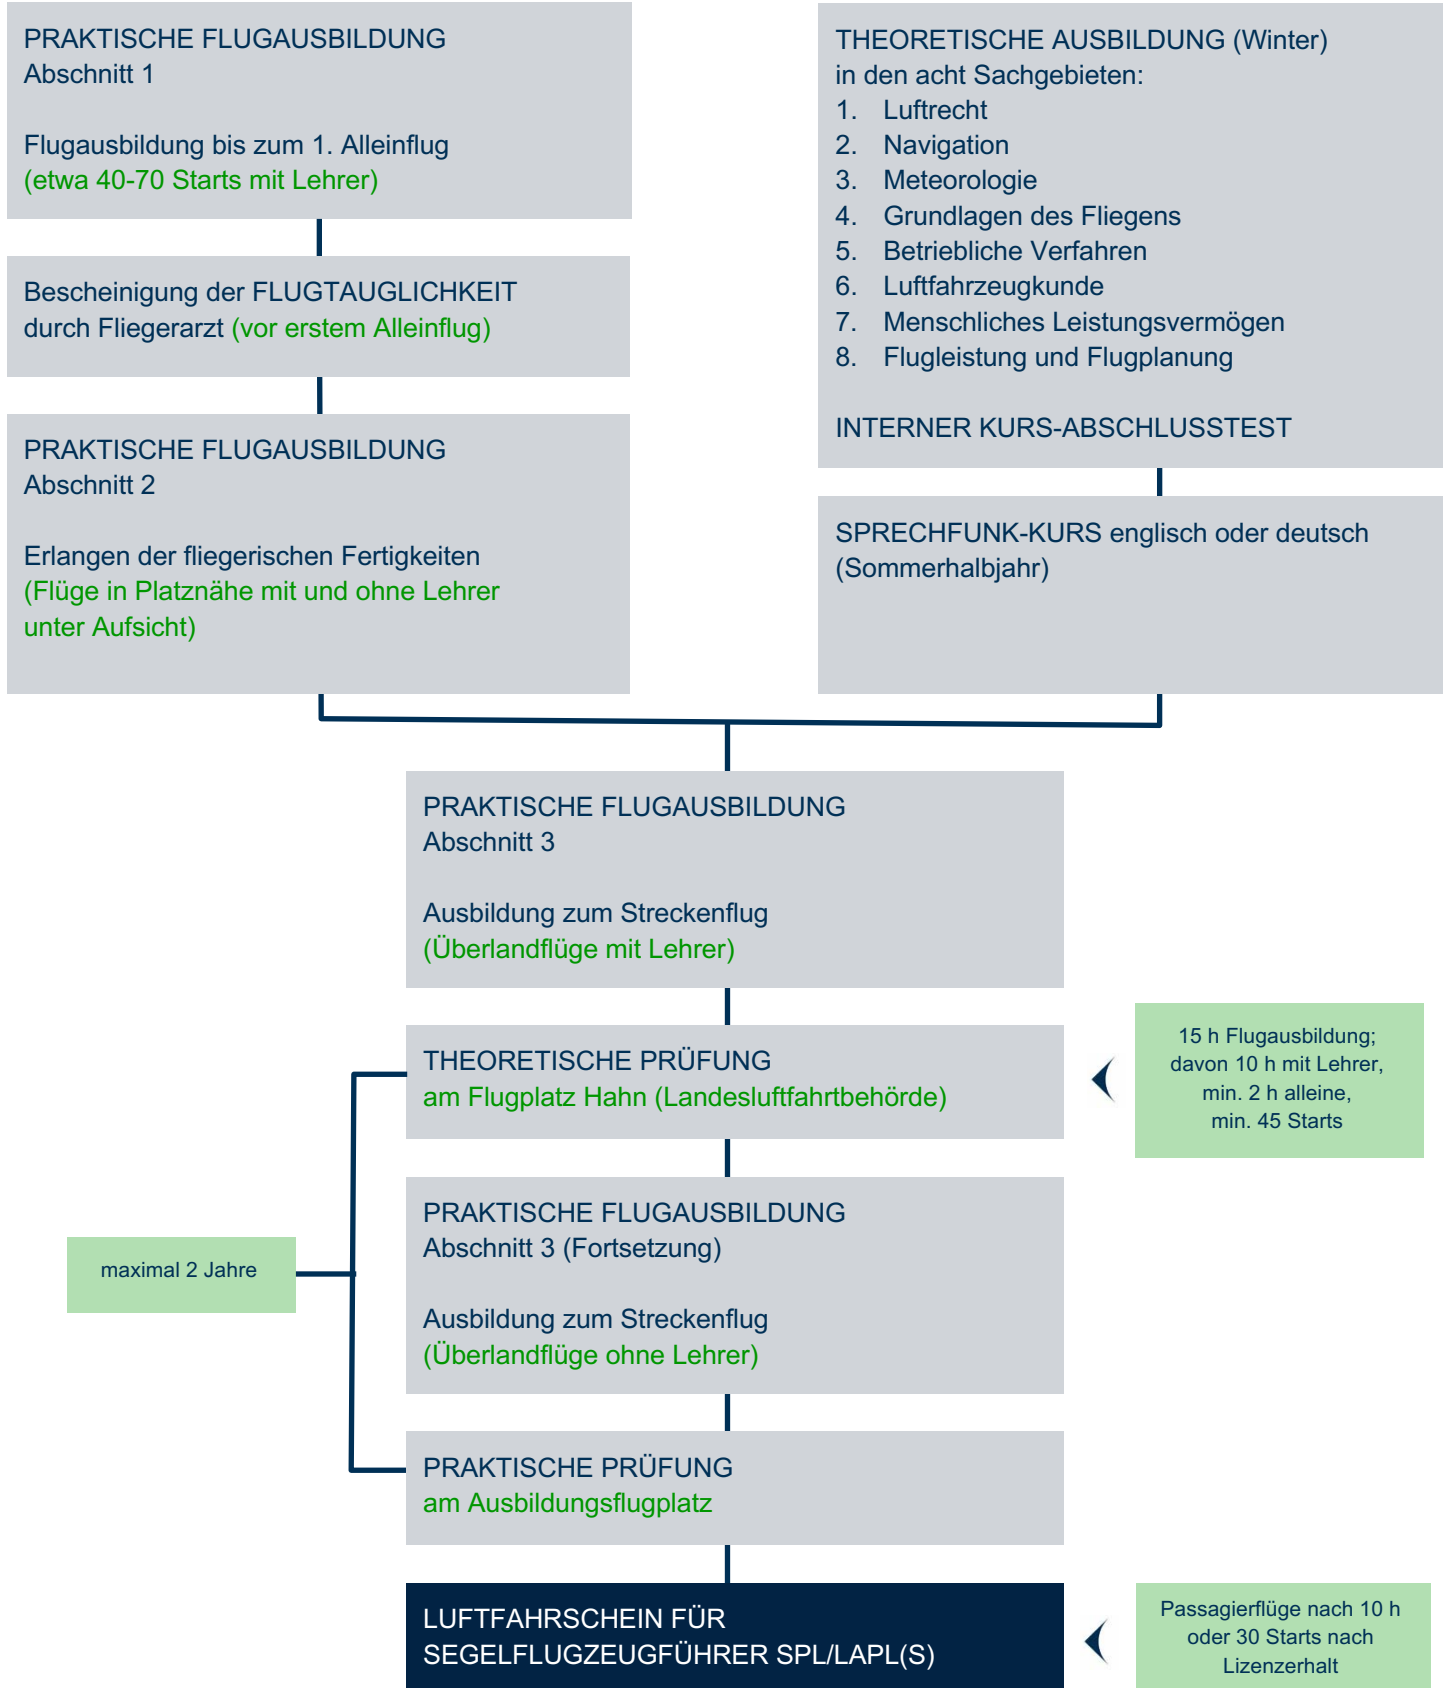 PRAKTISCHE FLUGAUSBILDUNG
Abschnitt 1
Flugausbildung bis zum 1. Alleinflug
(etwa 40-70 Starts mit Lehrer)
Bescheinigung der FLUGTAUGLICHKEIT
durch Fliegerarzt (vor erstem Alleinflug)
PRAKTISCHE FLUGAUSBILDUNG
Abschnitt 2
Erlangen der fliegerischen Fertigkeiten
(Flüge in Platznähe mit und ohne Lehrer
unter Aufsicht)
THEORETISCHE AUSBILDUNG (Winter)
in den acht Sachgebieten:
1. Luftrecht
2. Navigation
3. Meteorologie
4. Grundlagen des Fliegens
5. Betriebliche Verfahren
6. Luftfahrzeugkunde
7. Menschliches Leistungsvermögen
8. Flugleistung und Flugplanung
INTERNER KURS-ABSCHLUSSTEST
SPRECHFUNK-KURS englisch oder deutsch
(Sommerhalbjahr)
PRAKTISCHE FLUGAUSBILDUNG
Abschnitt 3
Ausbildung zum Streckenflug
(Überlandflüge mit Lehrer)
THEORETISCHE PRÜFUNG
am Flugplatz Hahn (Landesluftfahrtbehörde)
15 h Flugausbildung;
davon 10 h mit Lehrer,
min. 2 h alleine,
min. 45 Starts
PRAKTISCHE FLUGAUSBILDUNG
Abschnitt 3 (Fortsetzung)
Ausbildung zum Streckenflug
(Überlandflüge ohne Lehrer)
maximal 2 Jahre
PRAKTISCHE PRÜFUNG
am Ausbildungsflugplatz
LUFTFAHRSCHEIN FÜR
SEGELFLUGZEUGFÜHRER SPL/LAPL(S)
Passagierflüge nach 10 h
oder 30 Starts nach
Lizenzerhalt